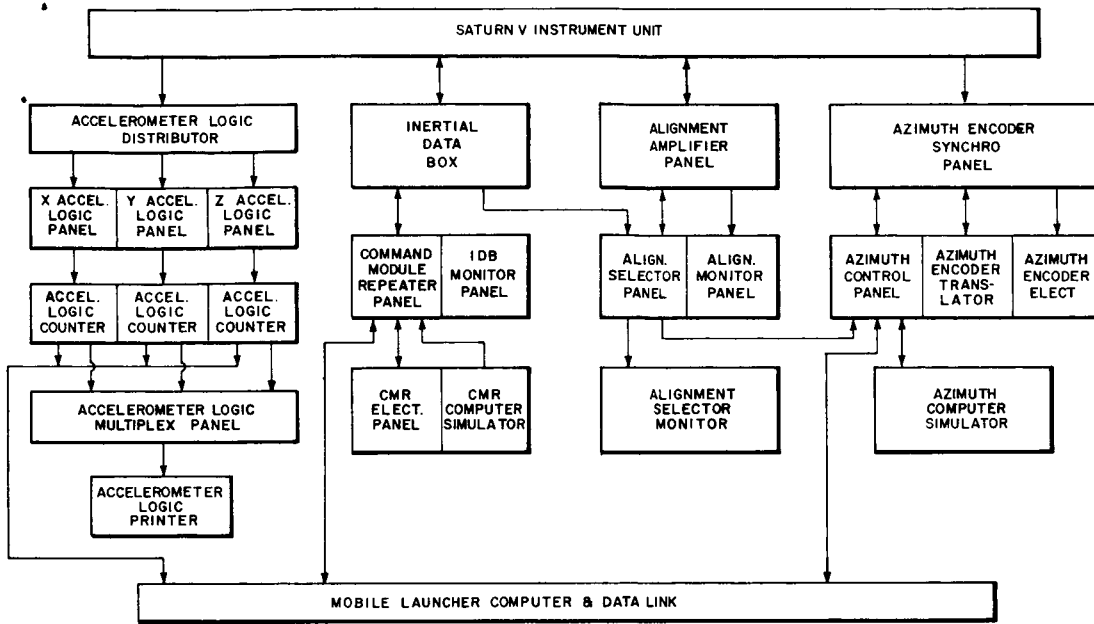 SATURN V INSTRUMENT UNIT
ACCELEROMETER LOGIC
DISTRIBUTOR
INERTIAL
DATA
BOX
ALIGNMENT
AMPLIFIER
PANEL
AZIMUTH ENCODER
SYNCHRO
PANEL
X ACCEL.
LOGIC
PANEL
Y ACCEL.
LOGIC
PANEL
Z ACCEL.
LOGIC
PANEL
COMMAND
MODULE
REPEATER
PANEL
IDB
MONITOR
PANEL
ALIGN.
SELECTOR
PANEL
ALIGN.
MONITOR
PANEL
AZIMUTH
CONTROL
PANEL
AZIMUTH
ENCODER
TRANS-
LATOR
AZIMUTH
ENCODER
ELECT
ACCEL.
LOGIC
COUNTER
ACCEL.
LOGIC
COUNTER
ACCEL.
LOGIC
COUNTER
ACCELEROMETER LOGIC
MULTIPLEX PANEL
CMR
ELECT.
PANEL
CMR
COMPUTER
SIMULATOR
ALIGNMENT
SELECTOR
MONITOR
AZIMUTH
COMPUTER
SIMULATOR
ACCELEROMETER
LOGIC
PRINTER
MOBILE LAUNCHER COMPUTER & DATA LINK